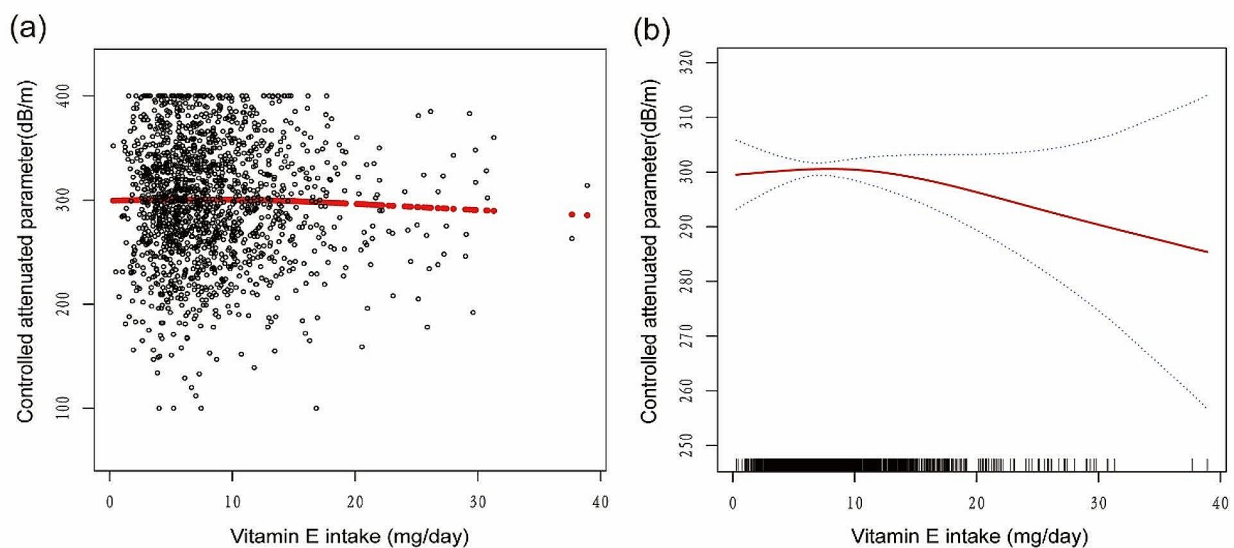 (a)
Controlled attenuated parameter(dB/m)
400
300
200
100
0 10 20 30 40
Vitamin E intake (mg/day)
(b)
Controlled attenuated parameter(dB/m)
320
310
300
290
280
270
260
250
0 10 20 30 40
Vitamin E intake (mg/day)